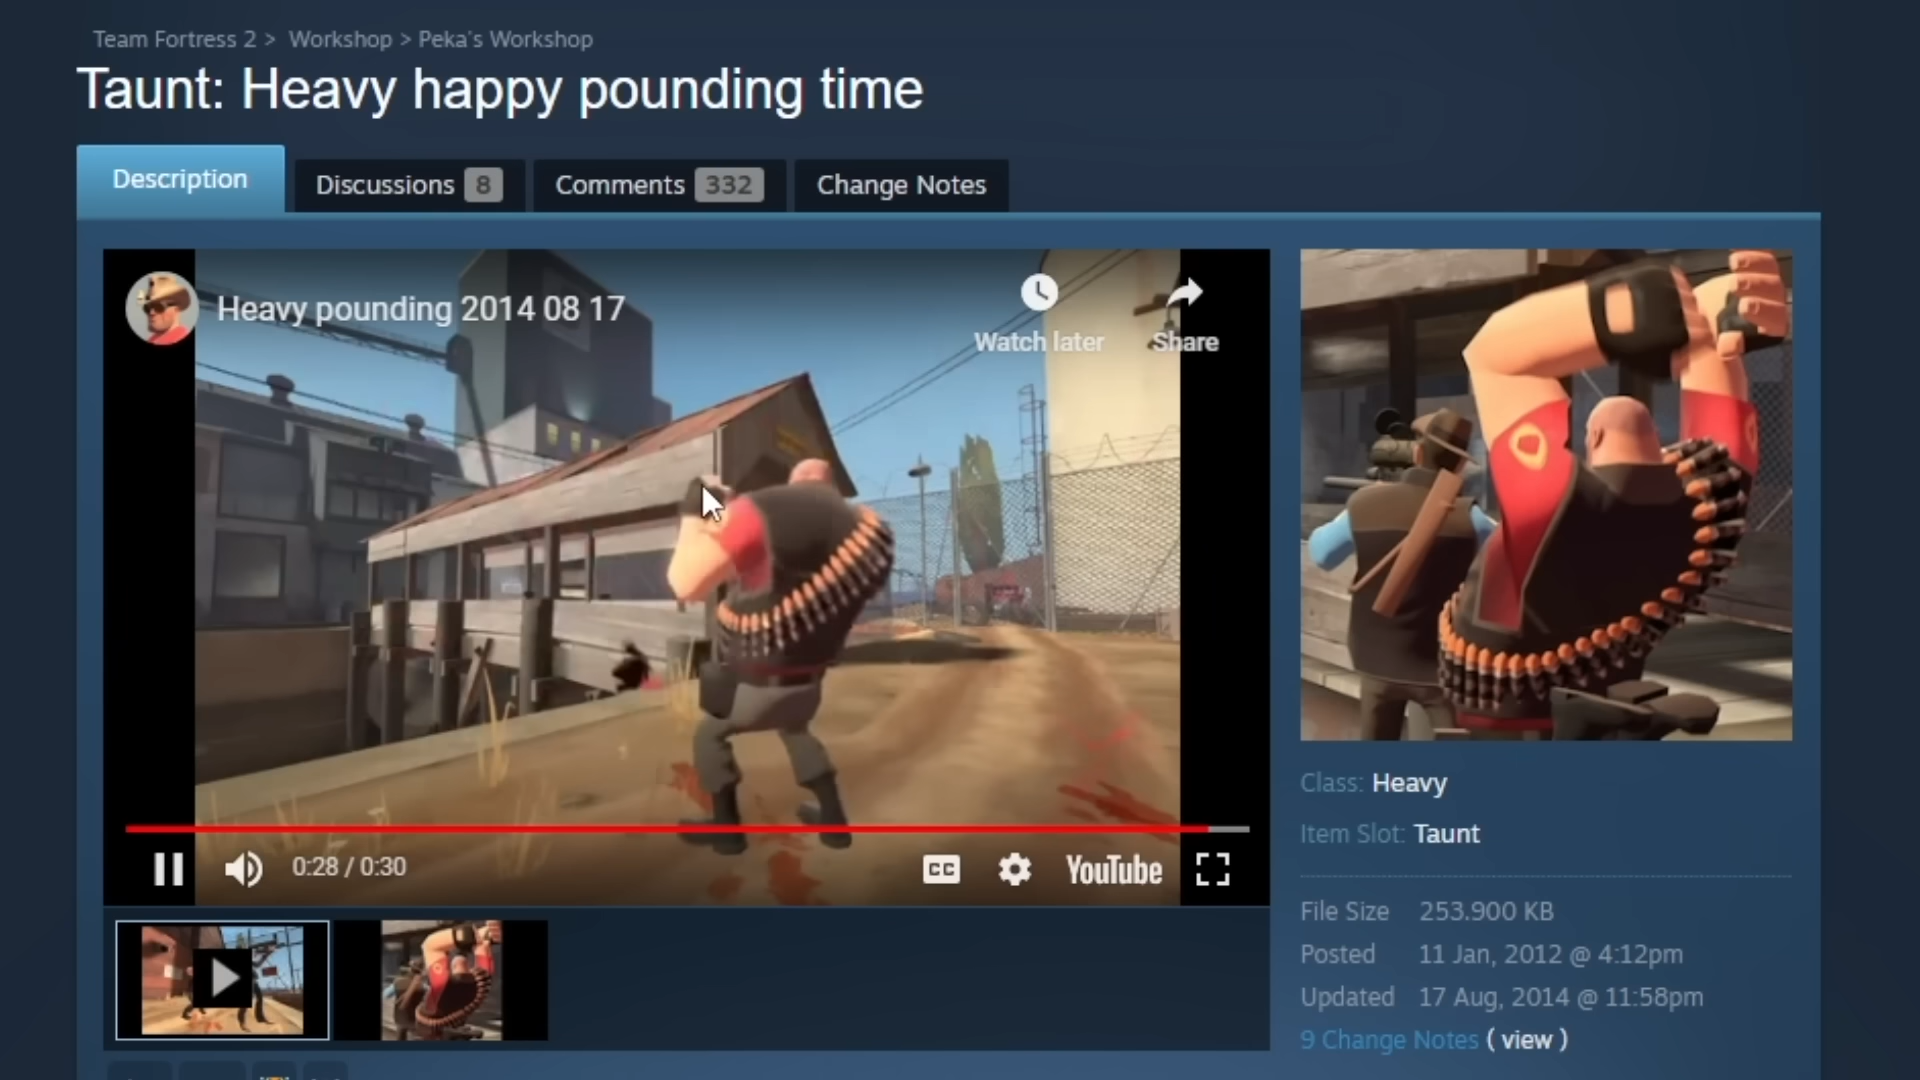 Team Fortress 2 > Workshop > Peka's Workshop
Taunt: Heavy happy pounding time
Description
Discussions 8
Comments 332
Change Notes
Heavy pounding 2014 08 17
Watch later
Share
0:28 / 0:30
CC
YouTube
Class: Heavy
Item Slot: Taunt
File Size 253.900 KB
Posted 11 Jan, 2012 @ 4:12pm
Updated 17 Aug, 2014 @ 11:58pm
9 Change Notes ( view )